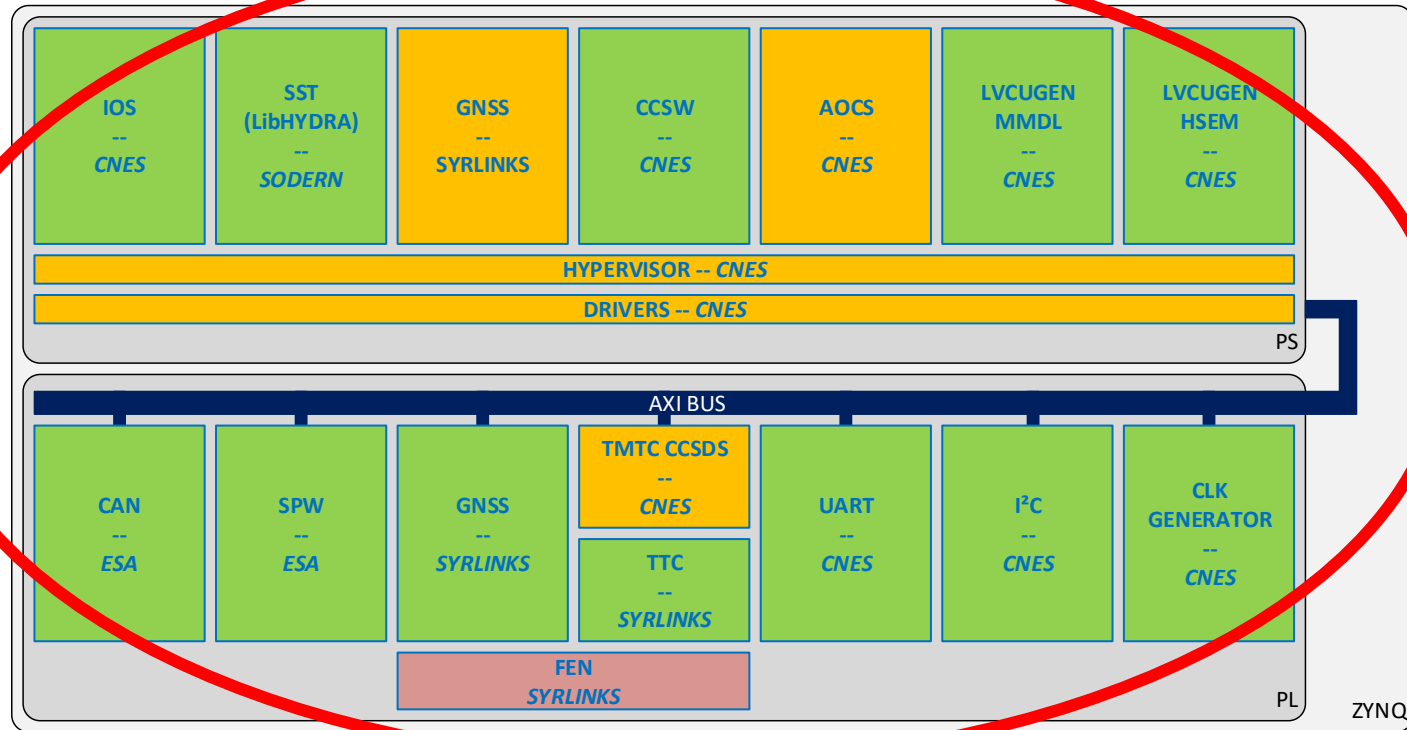 IOS
--
CNES
SST
(LibHYDRA)
--
SODERN
GNSS
--
SYRLINKS
CCSW
--
CNES
AOCS
--
CNES
LVCUGEN
MMDL
--
CNES
LVCUGEN
HSEM
--
CNES
HYPERVISOR -- CNES
DRIVERS -- CNES
PS
AXI BUS
CAN
--
ESA
SPW
--
ESA
GNSS
--
SYRLINKS
TMTC CCSDS
--
CNES
TTC
--
SYRLINKS
UART
--
CNES
I²C
--
CNES
CLK
GENERATOR
--
CNES
FEN
SYRLINKS
PL
ZYNQ